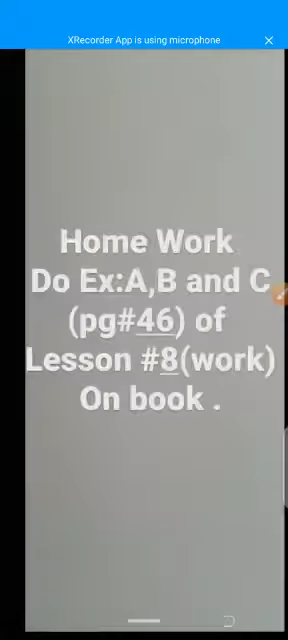 XRecorder App is using microphone
Home Work
Do Ex:A,B and C
(pg#46) of
Lesson #8(work)
On book .